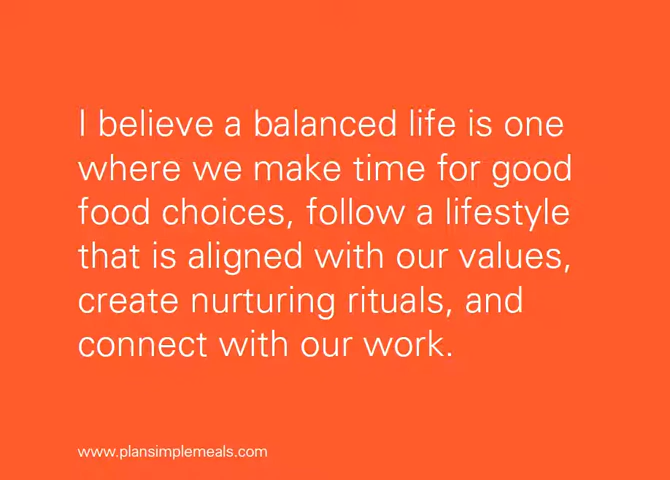 I believe a balanced life is one
where we make time for good
food choices, follow a lifestyle
that is aligned with our values,
create nurturing rituals, and
connect with our work.
www.plansimplemeals.com